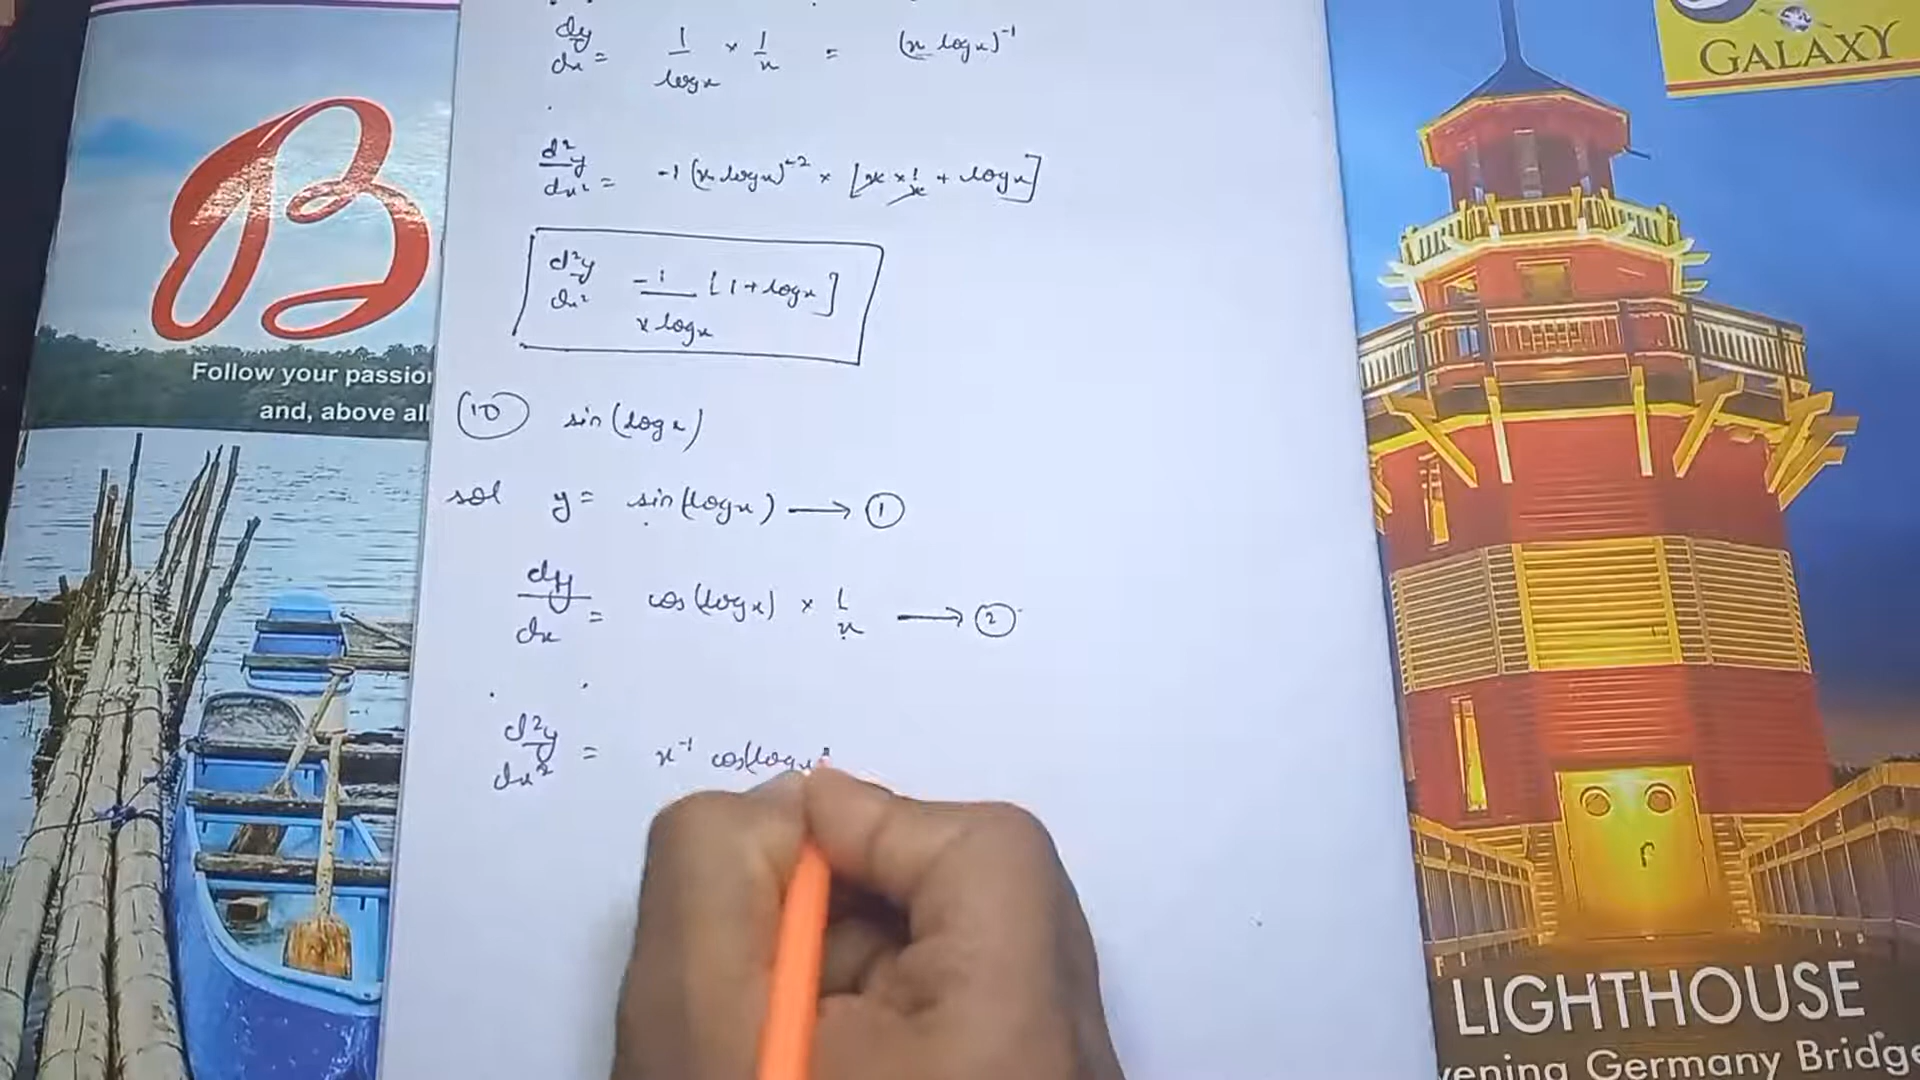 dy/dx = 1/logx × 1/x = (x logx)⁻¹
d²y/dx² = -1 (x logx)⁻² × [x × 1/x + logx]
d²y/dx² -1/x logx [1 + logx]
(10) sin(logx)
sol y = sin(logx) ⟶ (1)
dy/dx = cos(logx) × 1/x ⟶ (2)
d²y/dx² = x⁻¹ cos(logx
B
Follow your passion
and, above all
GALAXY
LIGHTHOUSE
Germany Bridge